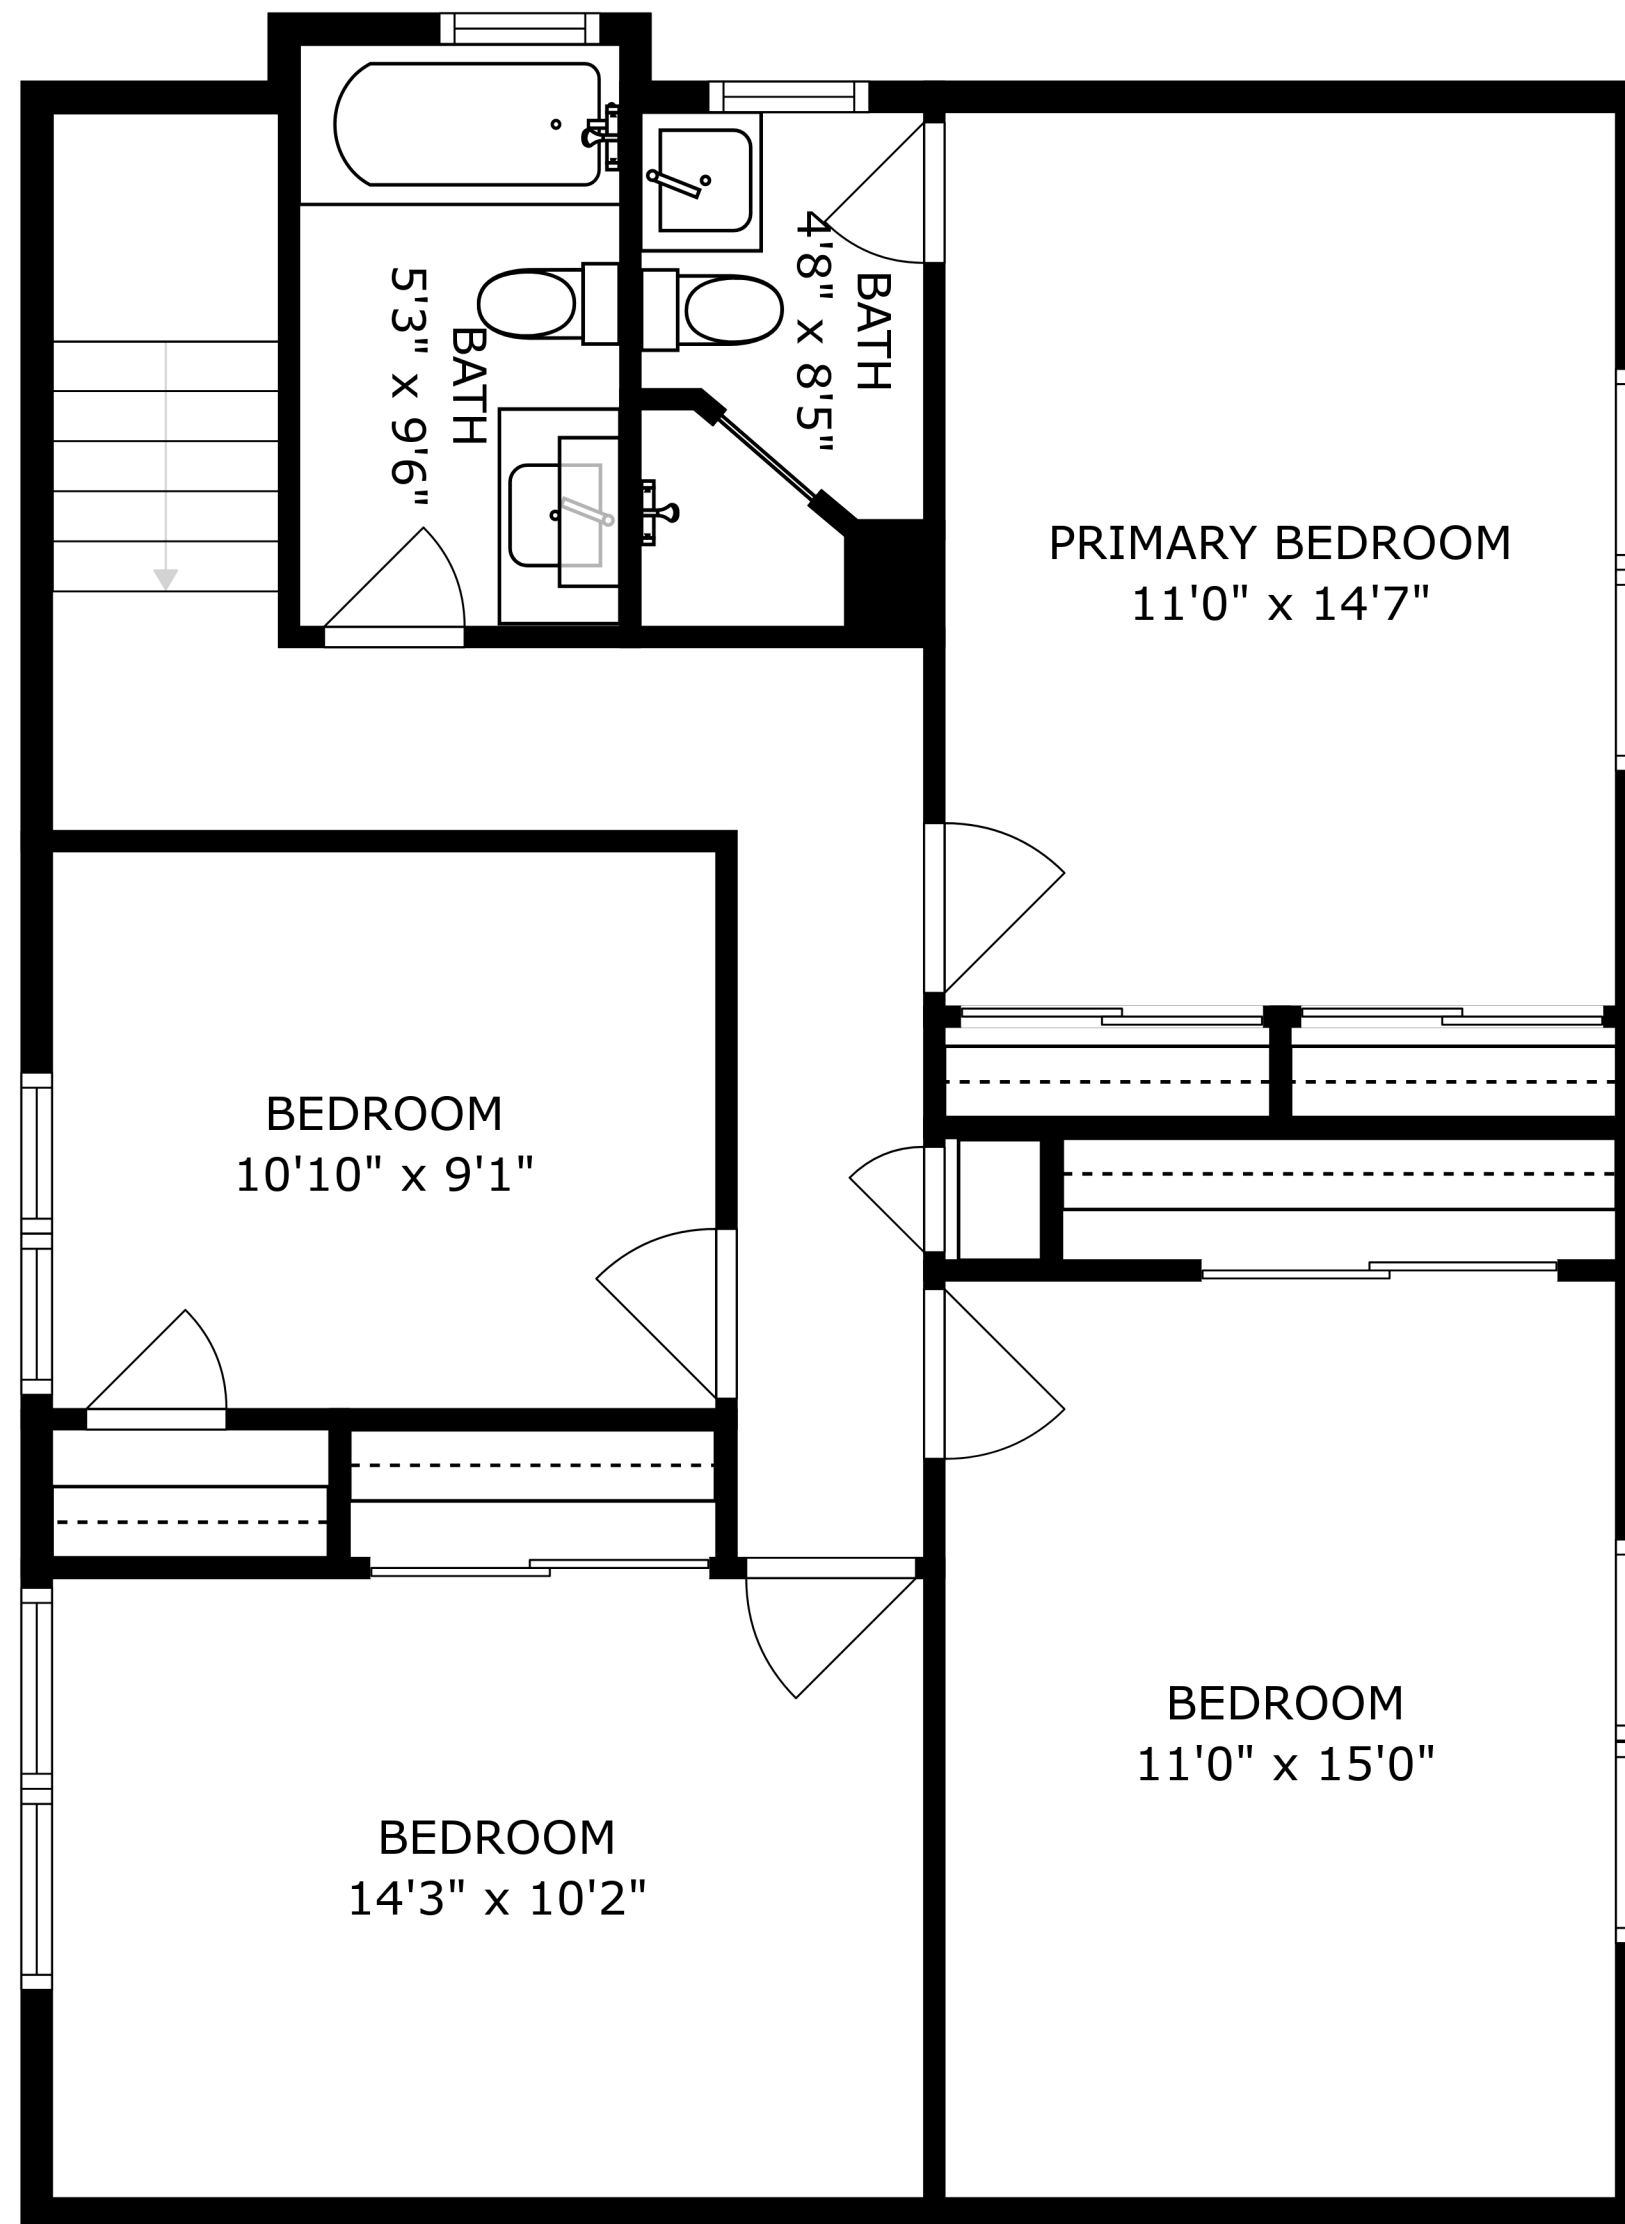 BATH
5'3" x 9'6"
BATH
4'8" x 8'5"
PRIMARY BEDROOM
11'0" x 14'7"
BEDROOM
10'10" x 9'1"
BEDROOM
11'0" x 15'0"
BEDROOM
14'3" x 10'2"